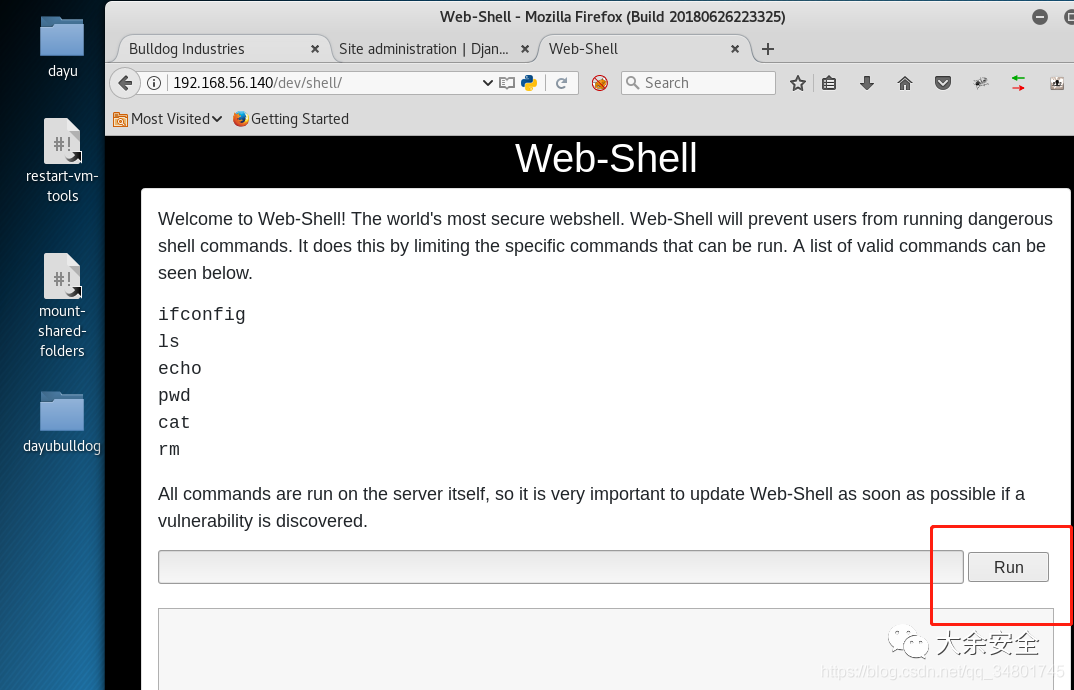 Web-Shell - Mozilla Firefox (Build 20180626223325)
Bulldog Industries
Site administration | Djan...
Web-Shell
192.168.56.140/dev/shell/
Search
Most Visited
Getting Started
dayu
restart-vm-
tools
mount-
shared-
folders
dayubulldog
Web-Shell
Welcome to Web-Shell! The world's most secure webshell. Web-Shell will prevent users from running dangerous
shell commands. It does this by limiting the specific commands that can be run. A list of valid commands can be
seen below.
ifconfig
ls
echo
pwd
cat
rm
All commands are run on the server itself, so it is very important to update Web-Shell as soon as possible if a
vulnerability is discovered.
Run
大余安全
https://blog.csdn.net/qq_34801745